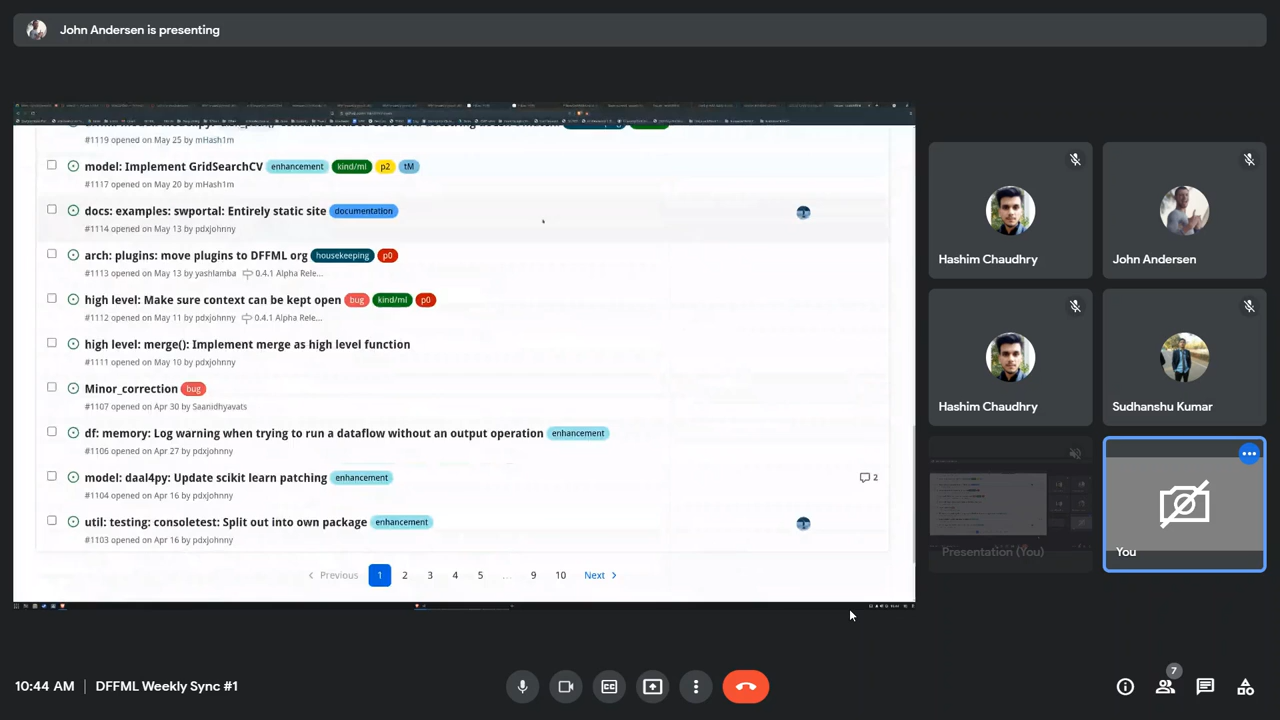 John Andersen is presenting
#1119 opened on May 25 by mHash1m
model: Implement GridSearchCV enhancement kind/ml p2 tM
#1117 opened on May 20 by mHash1m
docs: examples: swportal: Entirely static site documentation
#1114 opened on May 13 by pdxjohnny
arch: plugins: move plugins to DFFML org housekeeping p0
#1113 opened on May 13 by yashlamba 0.4.1 Alpha Rele...
high level: Make sure context can be kept open bug kind/ml p0
#1112 opened on May 11 by pdxjohnny 0.4.1 Alpha Rele...
high level: merge(): Implement merge as high level function
#1111 opened on May 10 by pdxjohnny
Minor_correction bug
#1107 opened on Apr 30 by Saanidhyavats
df: memory: Log warning when trying to run a dataflow without an output operation enhancement
#1106 opened on Apr 27 by pdxjohnny
model: daal4py: Update scikit learn patching enhancement 2
#1104 opened on Apr 16 by pdxjohnny
util: testing: consoletest: Split out into own package enhancement
#1103 opened on Apr 16 by pdxjohnny
Previous 1 2 3 4 5 ... 9 10 Next
Hashim Chaudhry
John Andersen
Hashim Chaudhry
Sudhanshu Kumar
Presentation (You)
You
10:44 AM | DFFML Weekly Sync #1
7